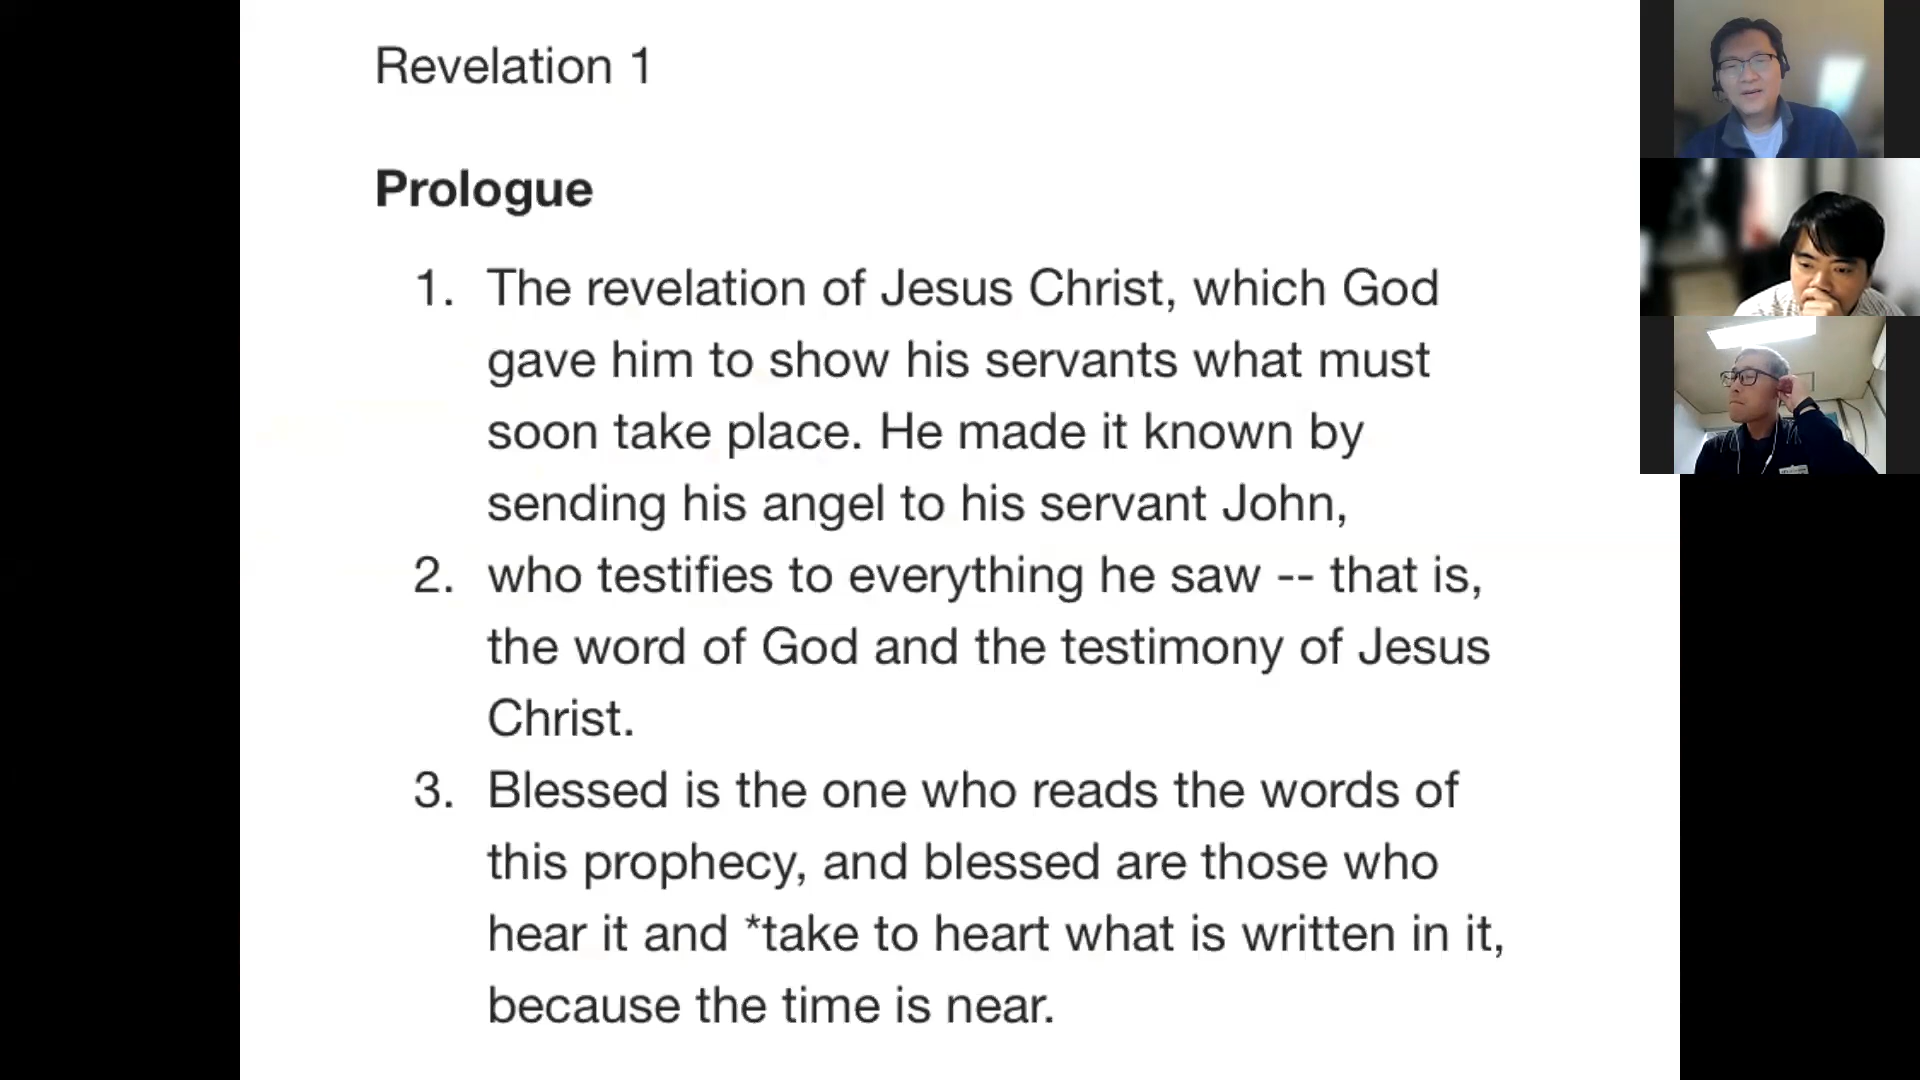 Revelation 1
Prologue
1. The revelation of Jesus Christ, which God
gave him to show his servants what must
soon take place. He made it known by
sending his angel to his servant John,
2. who testifies to everything he saw -- that is,
the word of God and the testimony of Jesus
Christ.
3. Blessed is the one who reads the words of
this prophecy, and blessed are those who
hear it and *take to heart what is written in it,
because the time is near.